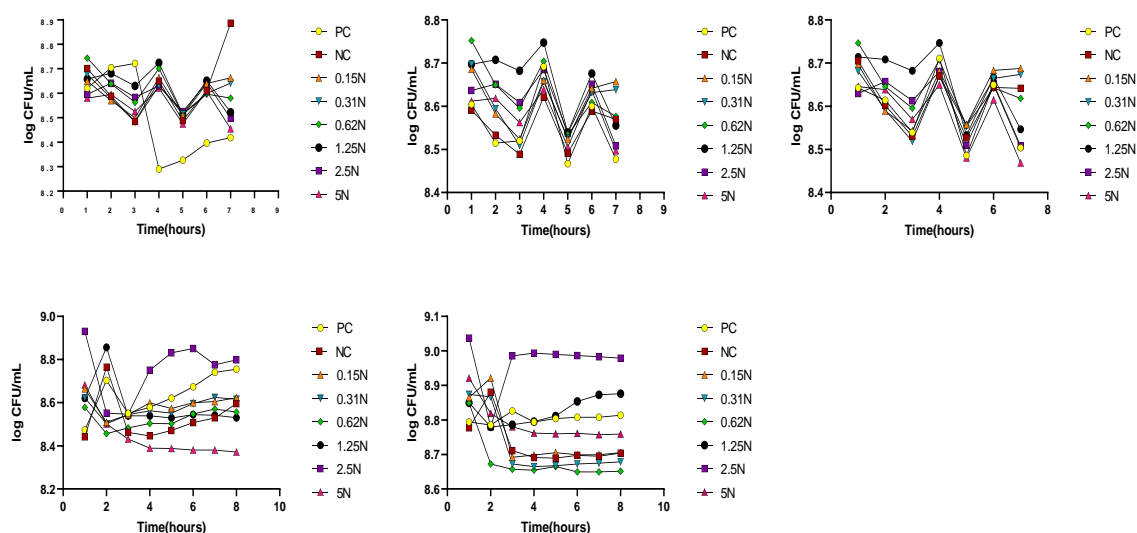 8.9
8.8
8.7
8.6
8.5
8.4
8.3
8.2
log CFU/mL
0 1 2 3 4 5 6 7 8 9
Time(hours)
PC
NC
0.15N
0.31N
0.62N
1.25N
2.5N
5N
8.8
8.7
8.6
8.5
8.4
log CFU/mL
0 1 2 3 4 5 6 7 8 9
Time(hours)
PC
NC
0.15N
0.31N
0.62N
1.25N
2.5N
5N
8.8
8.7
8.6
8.5
8.4
log CFU/mL
0 2 4 6 8
Time(hours)
PC
NC
0.15N
0.31N
0.62N
1.25N
2.5N
5N
9.0
8.8
8.6
8.4
8.2
log CFU/mL
0 2 4 6 8 10
Time(hours)
PC
NC
0.15N
0.31N
0.62N
1.25N
2.5N
5N
9.1
9.0
8.9
8.8
8.7
8.6
log CFU/mL
0 2 4 6 8 10
Time(hours)
PC
NC
0.15N
0.31N
0.62N
1.25N
2.5N
5N